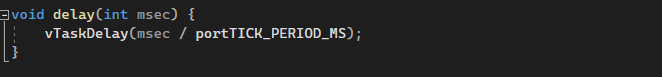 void delay(int msec) {
    vTaskDelay(msec / portTICK_PERIOD_MS);
}